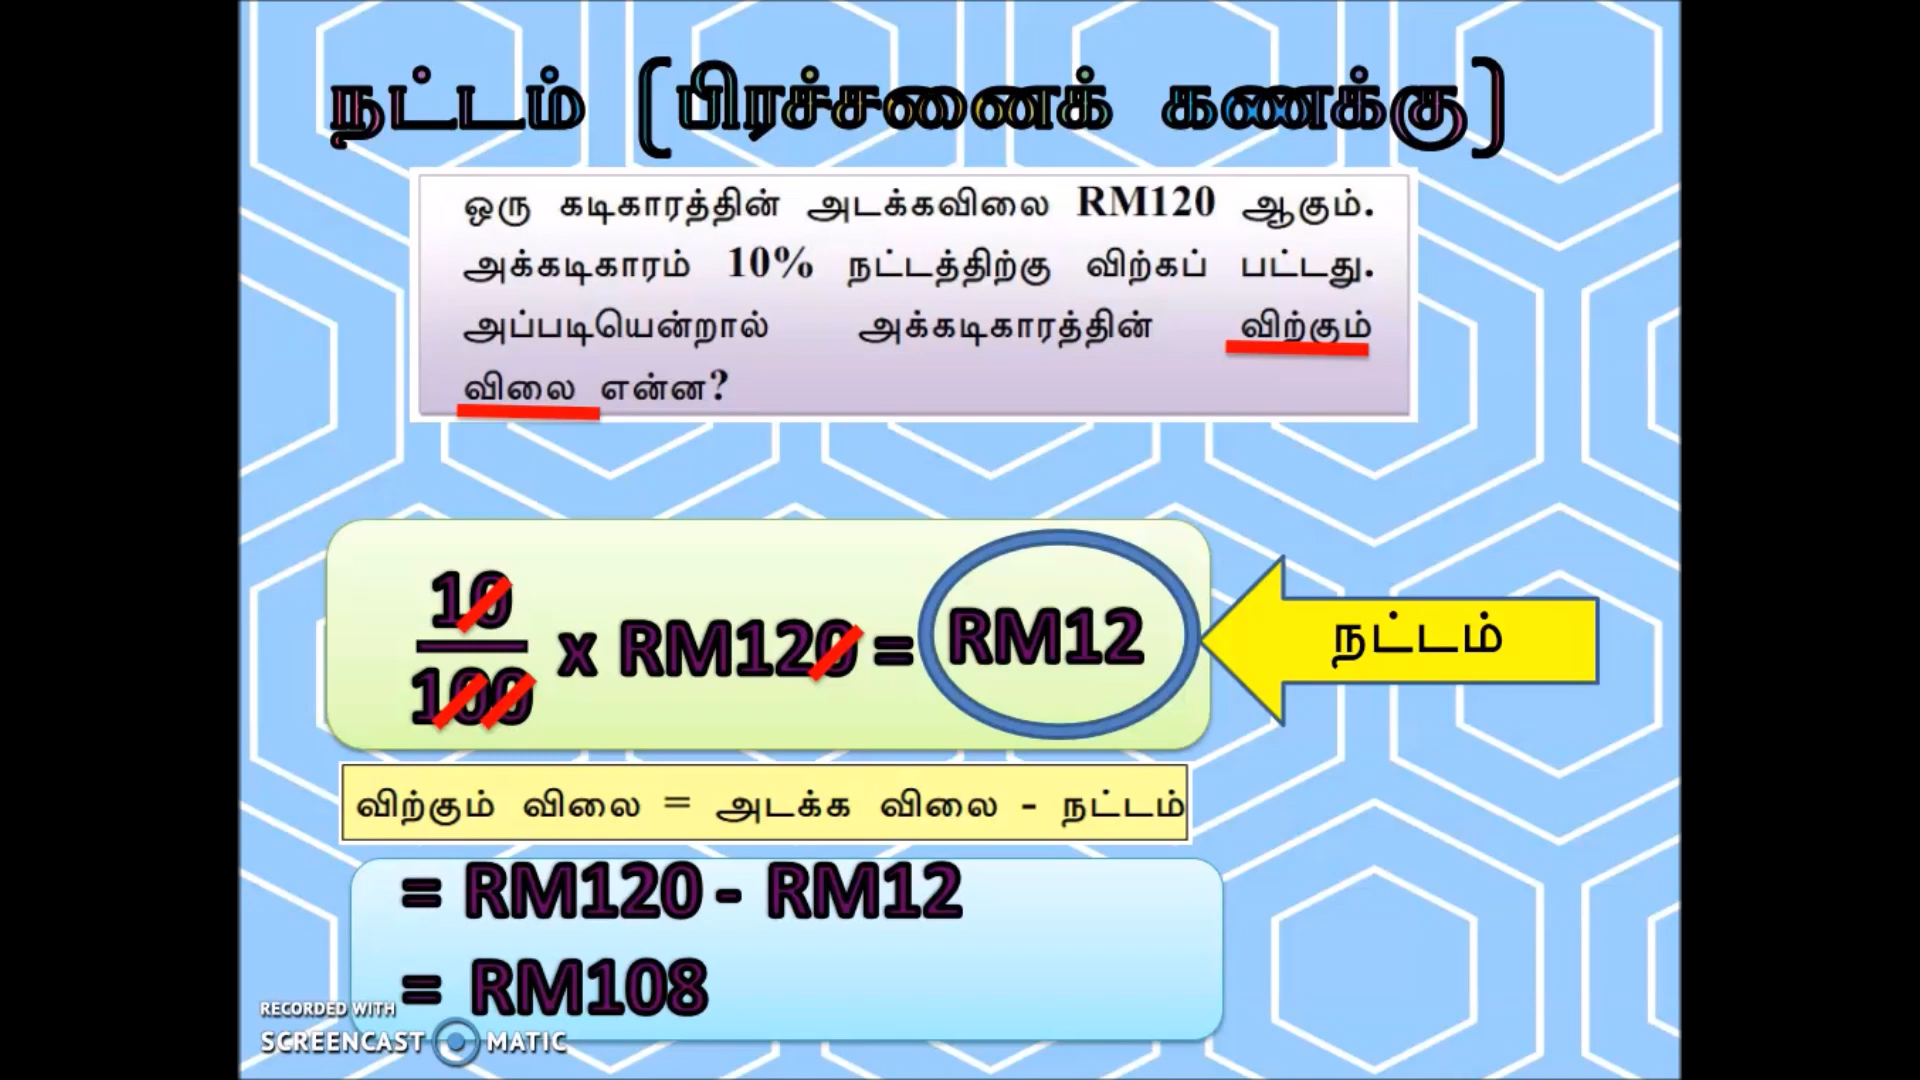 நட்டம் (பிரச்சனைக் கணக்கு)
ஒரு கடிகாரத்தின் அடக்கவிலை RM120 ஆகும்.
அக்கடிகாரம் 10% நட்டத்திற்கு விற்கப் பட்டது.
அப்படியென்றால் அக்கடிகாரத்தின் விற்கும்
விலை என்ன?
10
100
x RM120 = RM12
நட்டம்
விற்கும் விலை = அடக்க விலை - நட்டம்
= RM120 - RM12
= RM108
RECORDED WITH
SCREENCAST MATIC